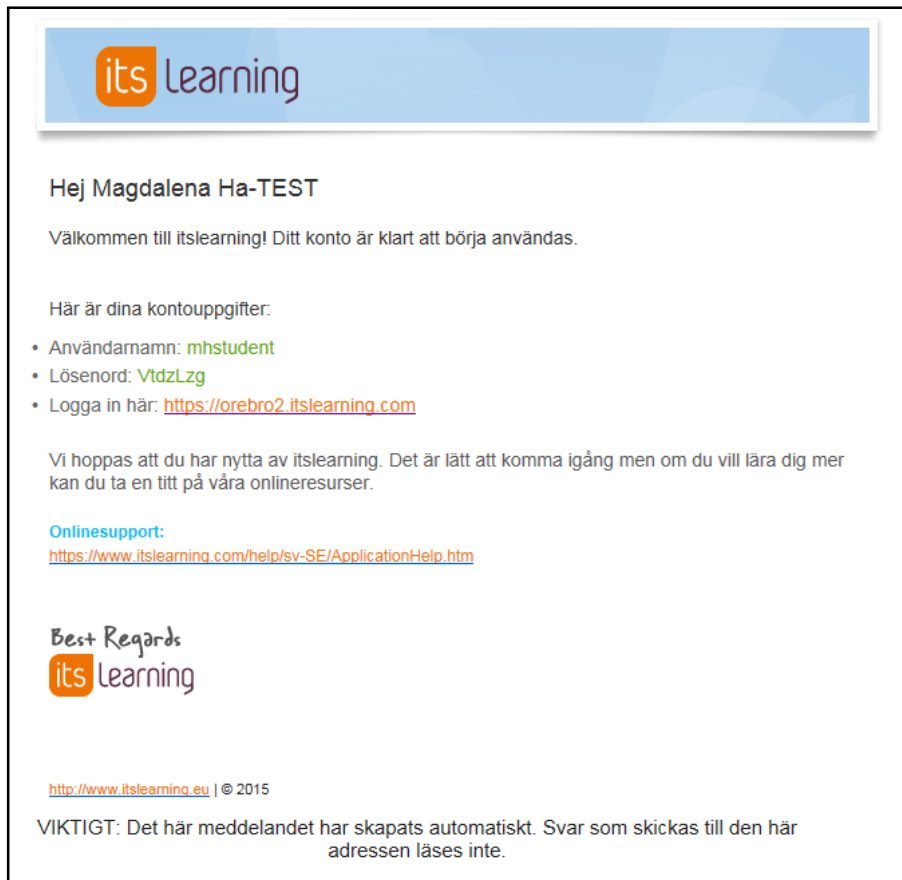 its learning
Hej Magdalena Ha-TEST
Välkommen till itslearning! Ditt konto är klart att börja användas.
Här är dina kontouppgifter:
• Användarnamn: mhstudent
• Lösenord: VtdzLzg
• Logga in här: https://orebro2.itslearning.com
Vi hoppas att du har nytta av itslearning. Det är lätt att komma igång men om du vill lära dig mer
kan du ta en titt på våra onlineresurser.
Onlinesupport:
https://www.itslearning.com/help/sv-SE/ApplicationHelp.htm
Best Regards
its learning
http://www.itslearning.eu | © 2015
VIKTIGT: Det här meddelandet har skapats automatiskt. Svar som skickas till den här
adressen läses inte.